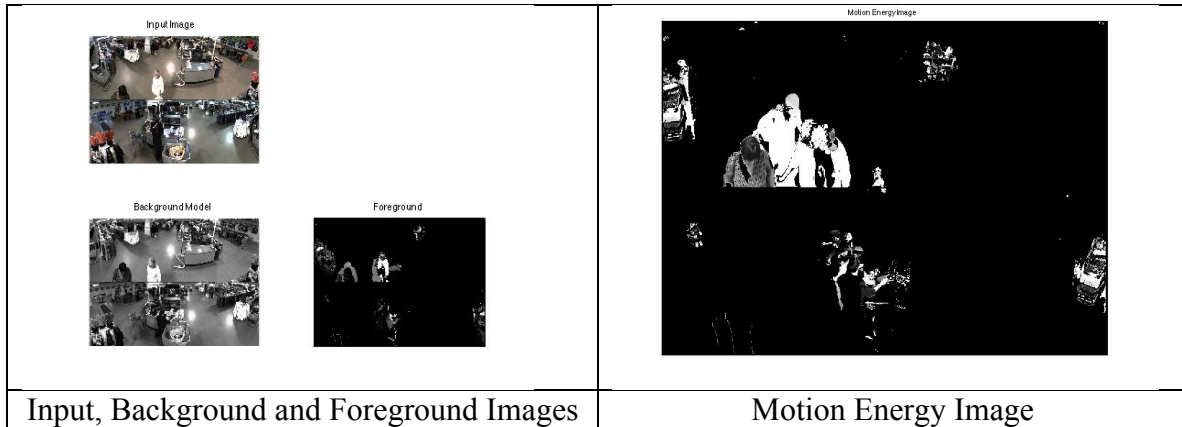 Input Image
Background Model
Foreground
Input, Background and Foreground Images
Motion Energy Image
Motion Energy Image